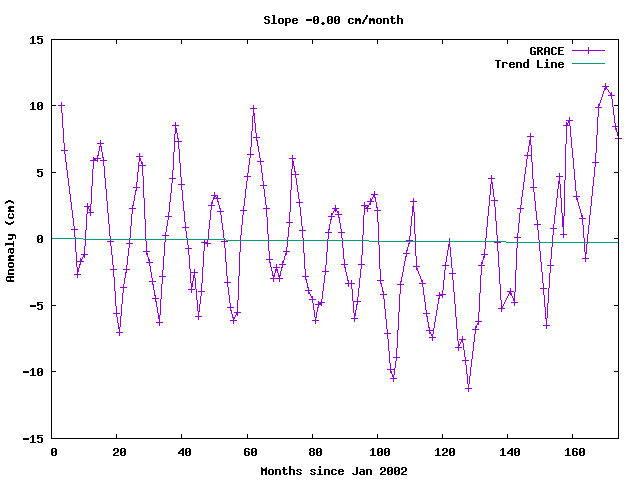 Slope -0.00 cm/month
15
GRACE
Trend Line
10
5
Anomaly (cm)
0
-5
-10
-15
0 20 40 60 80 100 120 140 160
Months since Jan 2002